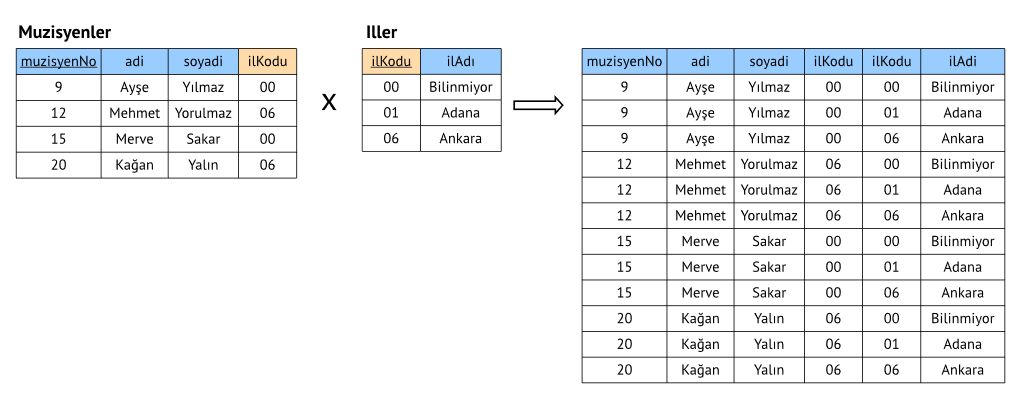 Muzisyenler
muzisyenNo adi soyadi ilKodu
9 Ayşe Yılmaz 00
12 Mehmet Yorulmaz 06
15 Merve Sakar 00
20 Kağan Yalın 06
X
Iller
ilKodu ilAdı
00 Bilinmiyor
01 Adana
06 Ankara
muzisyenNo adi soyadi ilKodu ilKodu ilAdi
9 Ayşe Yılmaz 00 00 Bilinmiyor
9 Ayşe Yılmaz 00 01 Adana
9 Ayşe Yılmaz 00 06 Ankara
12 Mehmet Yorulmaz 06 00 Bilinmiyor
12 Mehmet Yorulmaz 06 01 Adana
12 Mehmet Yorulmaz 06 06 Ankara
15 Merve Sakar 00 00 Bilinmiyor
15 Merve Sakar 00 01 Adana
15 Merve Sakar 00 06 Ankara
20 Kağan Yalın 06 00 Bilinmiyor
20 Kağan Yalın 06 01 Adana
20 Kağan Yalın 06 06 Ankara